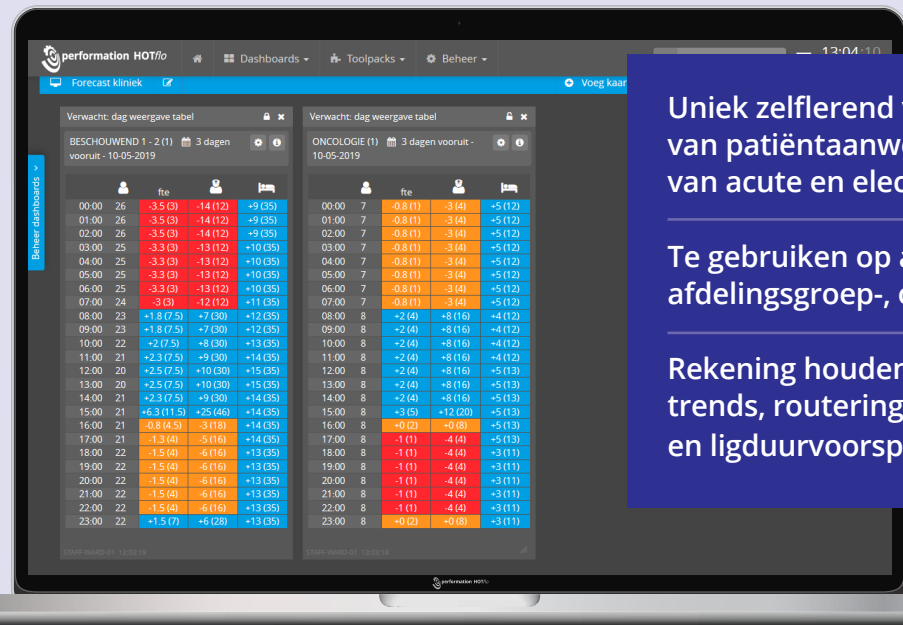 performation HOTflo
Dashboards
Toolpacks
Beheer
13:04:10
Forecast kliniek
Voeg kaar
Beheer dashboards
Verwacht: dag weergave tabel
BESCHOUWEND 1 - 2 (1) 3 dagen
vooruit - 10-05-2019
fte
00:00 26 -3.5 (3) -14 (12) +9 (35)
01:00 26 -3.5 (3) -14 (12) +9 (35)
02:00 26 -3.5 (3) -14 (12) +9 (35)
03:00 25 -3.3 (3) -13 (12) +10 (35)
04:00 25 -3.3 (3) -13 (12) +10 (35)
05:00 25 -3.3 (3) -13 (12) +10 (35)
06:00 25 -3.3 (3) -13 (12) +10 (35)
07:00 24 -3 (3) -12 (12) +11 (35)
08:00 23 +1.8 (7.5) +7 (30) +12 (35)
09:00 23 +1.8 (7.5) +7 (30) +12 (35)
10:00 22 +2 (7.5) +8 (30) +13 (35)
11:00 21 +2.3 (7.5) +9 (30) +14 (35)
12:00 20 +2.5 (7.5) +10 (30) +15 (35)
13:00 20 +2.5 (7.5) +10 (30) +15 (35)
14:00 21 +2.3 (7.5) +9 (30) +14 (35)
15:00 21 +6.3 (11.5) +25 (46) +14 (35)
16:00 21 -0.8 (4.5) -3 (18) +14 (35)
17:00 21 -1.3 (4) -5 (16) +14 (35)
18:00 22 -1.5 (4) -6 (16) +13 (35)
19:00 22 -1.5 (4) -6 (16) +13 (35)
20:00 22 -1.5 (4) -6 (16) +13 (35)
21:00 22 -1.5 (4) -6 (16) +13 (35)
22:00 22 -1.5 (4) -6 (16) +13 (35)
23:00 22 +1.5 (7) +6 (28) +13 (35)
STAFF-WARD-01
Verwacht: dag weergave tabel
ONCOLOGIE (1) 3 dagen vooruit -
10-05-2019
fte
00:00 7 -0.8 (1) -3 (4) +5 (12)
01:00 7 -0.8 (1) -3 (4) +5 (12)
02:00 7 -0.8 (1) -3 (4) +5 (12)
03:00 7 -0.8 (1) -3 (4) +5 (12)
04:00 7 -0.8 (1) -3 (4) +5 (12)
05:00 7 -0.8 (1) -3 (4) +5 (12)
06:00 7 -0.8 (1) -3 (4) +5 (12)
07:00 7 -0.8 (1) -3 (4) +5 (12)
08:00 8 +2 (4) +8 (16) +4 (12)
09:00 8 +2 (4) +8 (16) +4 (12)
10:00 8 +2 (4) +8 (16) +4 (12)
11:00 8 +2 (4) +8 (16) +4 (12)
12:00 8 +2 (4) +8 (16) +5 (13)
13:00 8 +2 (4) +8 (16) +5 (13)
14:00 8 +2 (4) +8 (16) +5 (13)
15:00 8 +3 (5) +12 (20) +5 (13)
16:00 8 +0 (2) +0 (8) +5 (13)
17:00 8 -1 (1) -4 (4) +5 (13)
18:00 8 -1 (1) -4 (4) +3 (11)
19:00 8 -1 (1) -4 (4) +3 (11)
20:00 8 -1 (1) -4 (4) +3 (11)
21:00 8 -1 (1) -4 (4) +3 (11)
22:00 8 -1 (1) -4 (4) +3 (11)
23:00 8 +0 (2) +0 (8) +3 (11)
STAFF-WARD-01
Uniek zelflerend
van patiëntaanwe
van acute en elec
Te gebruiken op a
afdelingsgroep-,
Rekening houden
trends, routering
en ligduurvoorsp
performation HOTflo